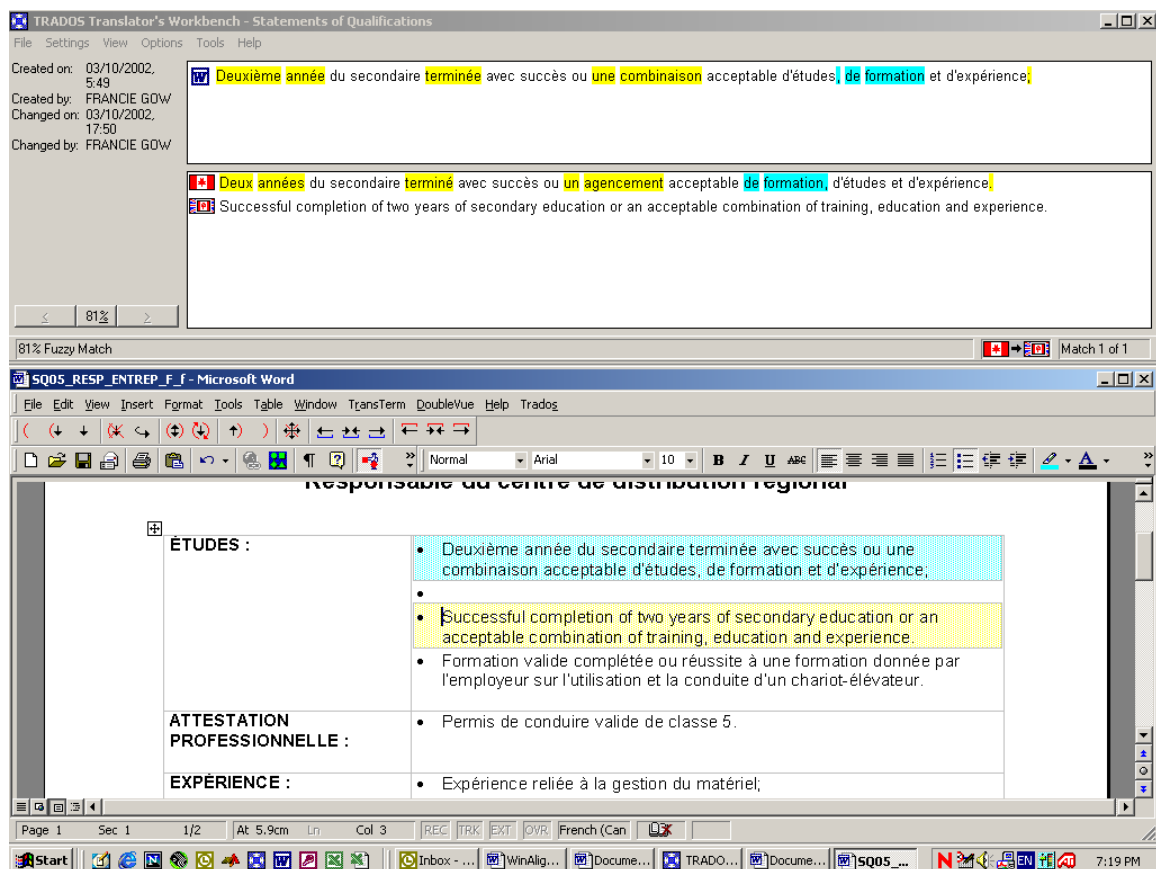 TRADOS Translator's Workbench - Statements of Qualifications
File Settings View Options Tools Help
Created on: 03/10/2002,
5:49
Created by: FRANCIE GOW
Changed on: 03/10/2002,
17:50
Changed by: FRANCIE GOW
Deuxième année du secondaire terminée avec succès ou une combinaison acceptable d'études, de formation et d'expérience;
Deux années du secondaire terminé avec succès ou un agencement acceptable de formation, d'études et d'expérience.
Successful completion of two years of secondary education or an acceptable combination of training, education and experience.
< 81% >
81% Fuzzy Match
Match 1 of 1
SQ05_RESP_ENTREP_F_f - Microsoft Word
File Edit View Insert Format Tools Table Window TransTerm DoubleVue Help Trados
Normal Arial 10 B I U ABC
Responsable du centre de distribution régional
ÉTUDES :
• Deuxième année du secondaire terminée avec succès ou une
combinaison acceptable d'études, de formation et d'expérience;
•
• Successful completion of two years of secondary education or an
acceptable combination of training, education and experience.
• Formation valide complétée ou réussite à une formation donnée par
l'employeur sur l'utilisation et la conduite d'un chariot-élévateur.
ATTESTATION
PROFESSIONNELLE :
• Permis de conduire valide de classe 5.
EXPÉRIENCE :
• Expérience reliée à la gestion du matériel;
Page 1 Sec 1 1/2 At 5.9cm Ln Col 3 REC TRK EXT OVR French (Can
Start Inbox - ... WinAlig... Docume... TRADO... Docume... SQ05_... EN 7:19 PM